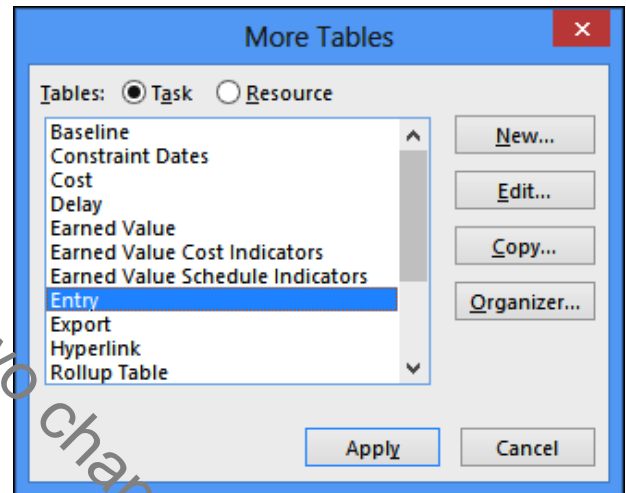 More Tables
Tables: Task Resource
Baseline
Constraint Dates
Cost
Delay
Earned Value
Earned Value Cost Indicators
Earned Value Schedule Indicators
Entry
Export
Hyperlink
Rollup Table
New...
Edit...
Copy...
Organizer...
Apply Cancel